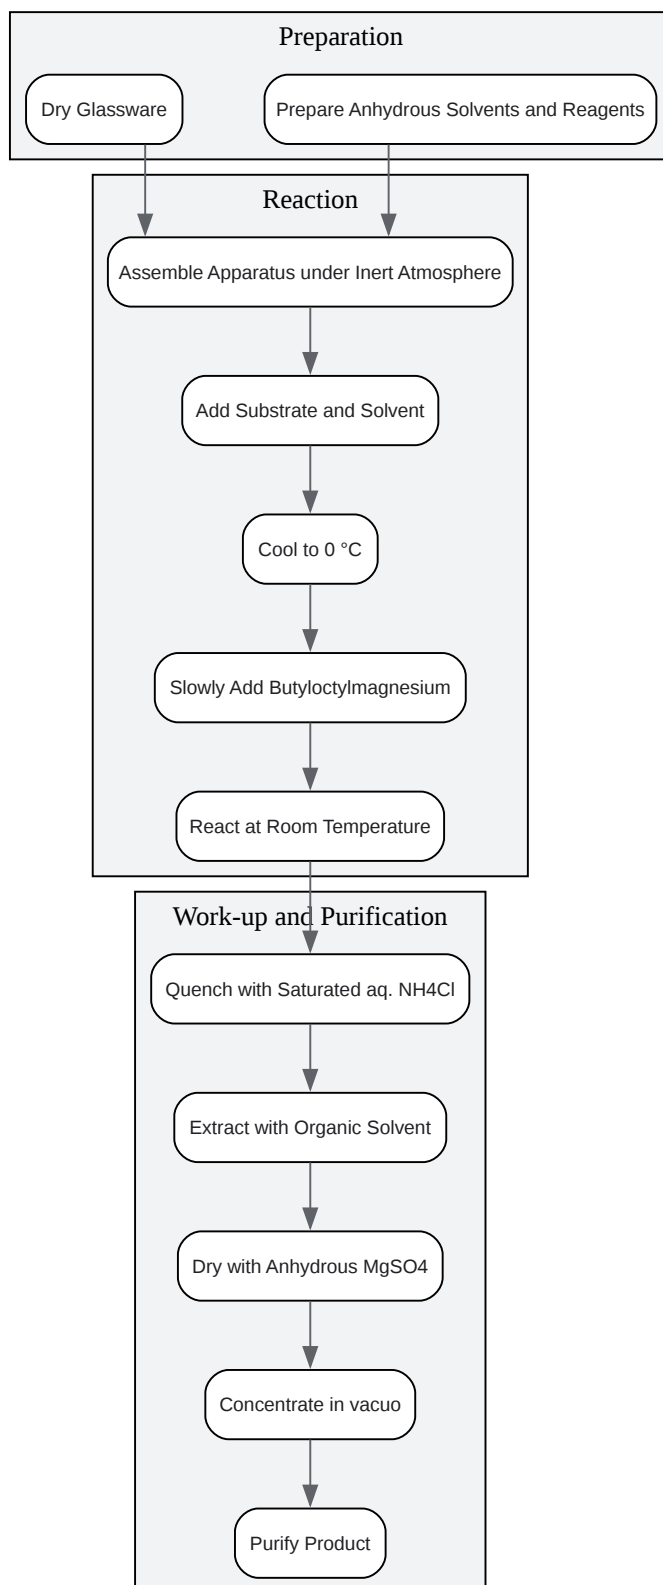 Preparation
Dry Glassware
Prepare Anhydrous Solvents and Reagents
Reaction
Assemble Apparatus under Inert Atmosphere
Add Substrate and Solvent
Cool to 0 °C
Slowly Add Butyloctylmagnesium
React at Room Temperature
Work-up and Purification
Quench with Saturated aq. NH4Cl
Extract with Organic Solvent
Dry with Anhydrous MgSO4
Concentrate in vacuo
Purify Product